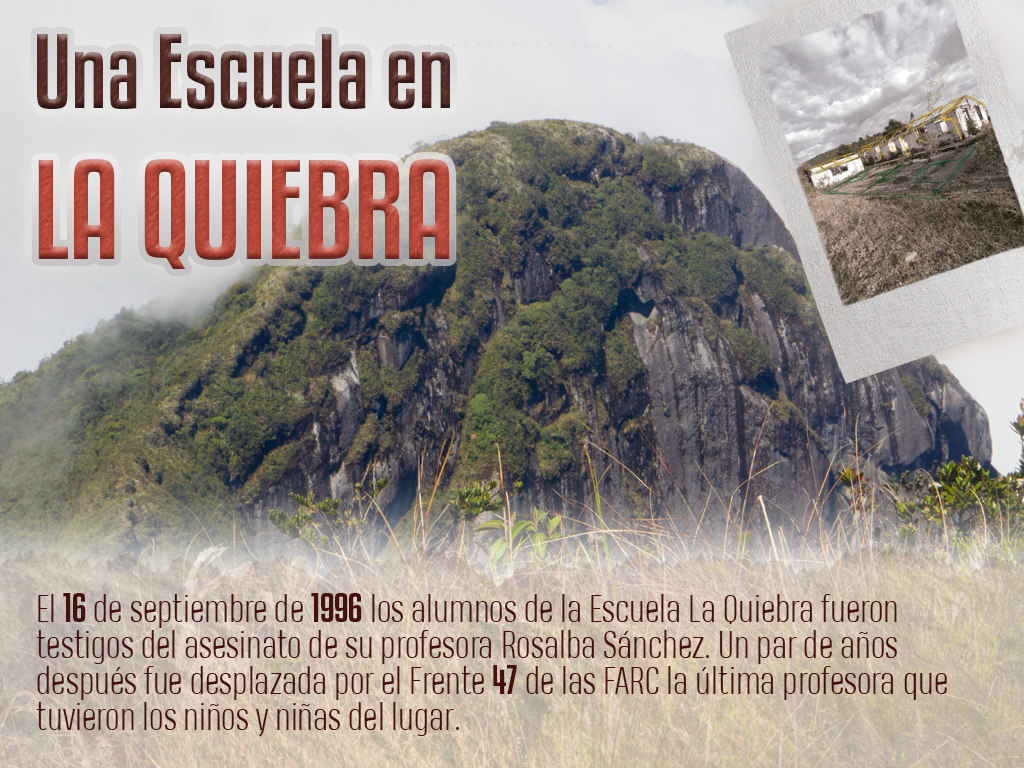 Una Escuela en
LA QUIEBRA
El 16 de septiembre de 1996 los alumnos de la Escuela La Quiebra fueron
testigos del asesinato de su profesora Rosalba Sánchez. Un par de años
después fue desplazada por el Frente 47 de las FARC la última profesora que
tuvieron los niños y niñas del lugar.